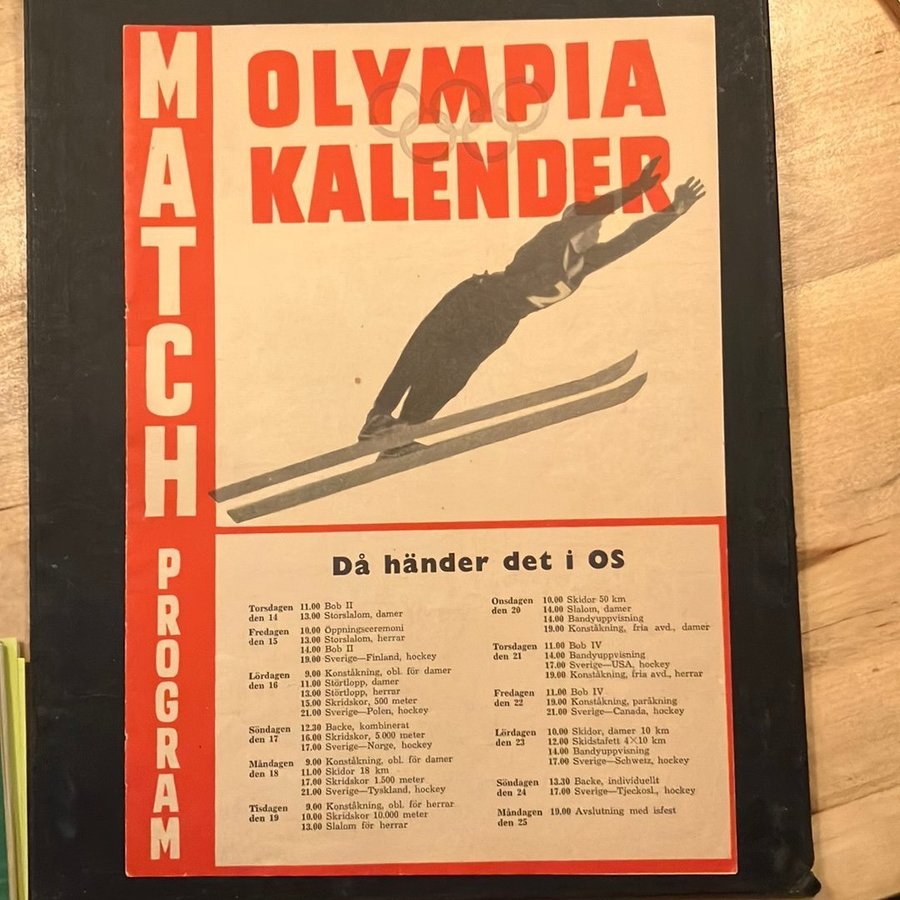 MATCH
PROGRAM
OLYMPIA
KALENDER
Då händer det i OS
Torsdagen 11.00 Bob II
den 14 13.00 Storslalom, damer
Fredagen 10.00 Öppningsceremoni
den 15 13.00 Storslalom, herrar
14.00 Bob II
19.00 Sverige—Finland, hockey
Lördagen 9.00 Konståkning, obl. för damer
den 16 11.00 Störtlopp, damer
13.00 Störtlopp, herrar
15.00 Skridskor, 500 meter
21.00 Sverige—Polen, hockey
Söndagen 12.30 Backe, kombinerat
den 17 16.00 Skridskor, 5.000 meter
17.00 Sverige—Norge, hockey
Måndagen 9.00 Konståkning, obl. för damer
den 18 11.00 Skidor 18 km
17.00 Skridskor 1.500 meter
21.00 Sverige—Tyskland, hockey
Tisdagen 9.00 Konståkning, obl. för herrar
den 19 10.00 Skridskor 10.000 meter
13.00 Slalom för herrar
Onsdagen 10.00 Skidor 50 km
den 20 14.00 Slalom, damer
14.00 Bandyuppvisning
19.00 Konståkning, fria avd., damer
Torsdagen 11.00 Bob IV
den 21 14.00 Bandyuppvisning
17.00 Sverige—USA, hockey
19.00 Konståkning, fria avd., herrar
Fredagen 11.00 Bob IV
den 22 19.00 Konståkning, paråkning
21.00 Sverige—Canada, hockey
Lördagen 10.00 Skidor, damer 10 km
den 23 12.00 Skidstafett 4×10 km
14.00 Bandyuppvisning
17.00 Sverige—Schweiz, hockey
Söndagen 13.30 Backe, individuellt
den 24 17.00 Sverige—Tjeckosl., hockey
Måndagen 19.00 Avslutning med isfest
den 25